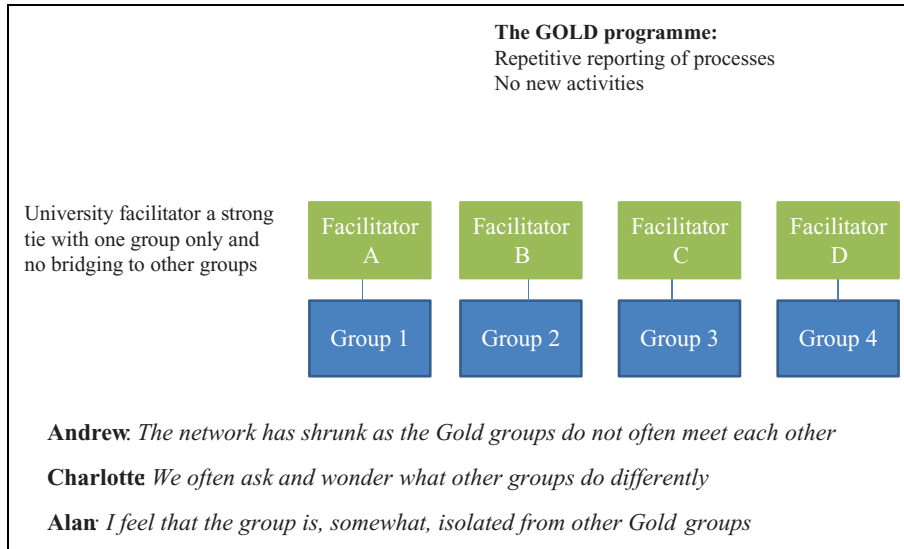 The GOLD programme:
Repetitive reporting of processes
No new activities
University facilitator a strong
tie with one group only and
no bridging to other groups
Facilitator
A
Facilitator
B
Facilitator
C
Facilitator
D
Group 1
Group 2
Group 3
Group 4
Andrew: The network has shrunk as the Gold groups do not often meet each other
Charlotte: We often ask and wonder what other groups do differently
Alan: I feel that the group is, somewhat, isolated from other Gold groups